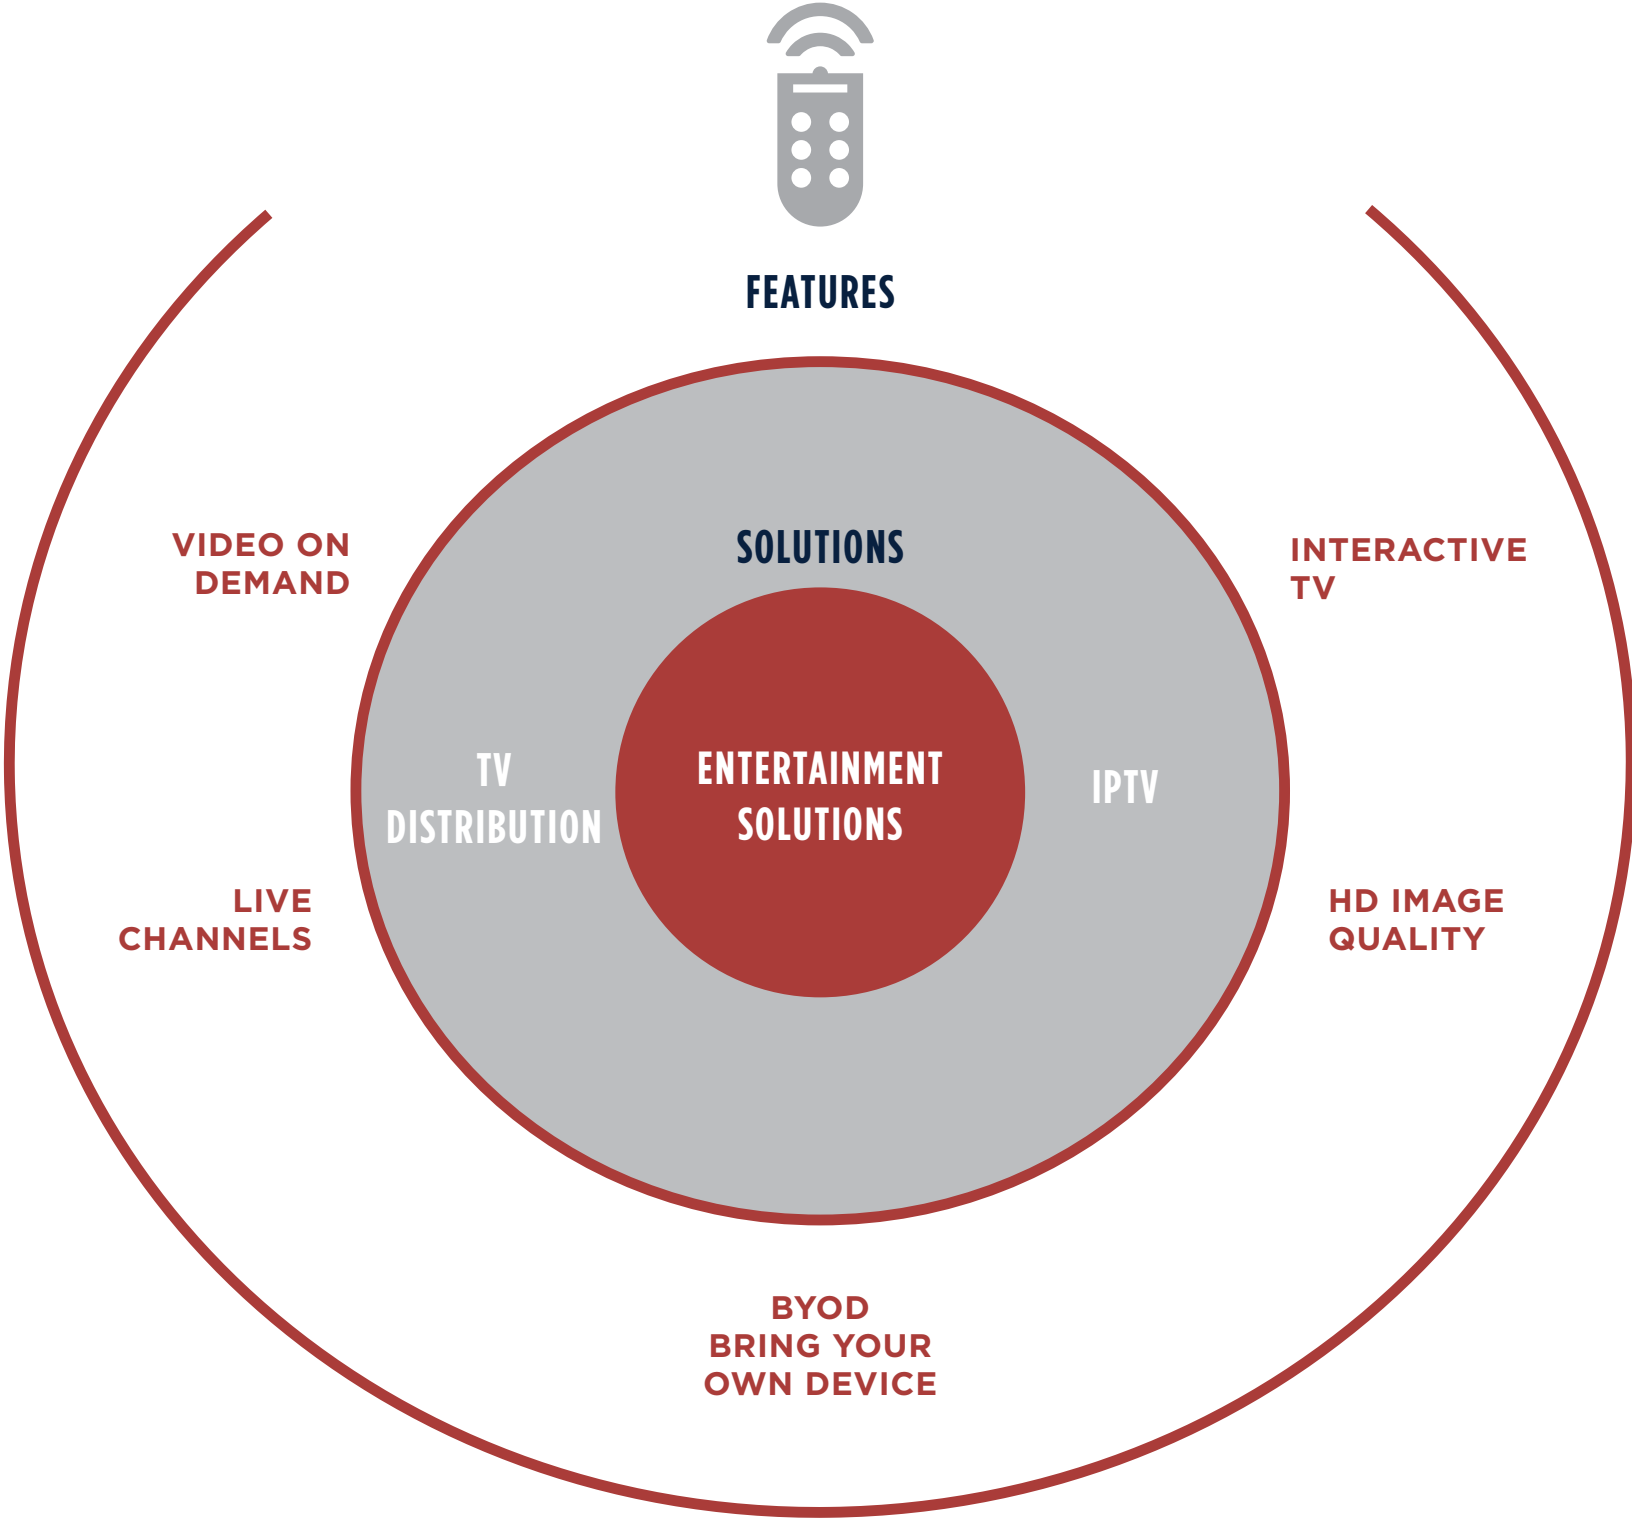 FEATURES
VIDEO ON
DEMAND
SOLUTIONS
INTERACTIVE
TV
TV
DISTRIBUTION
ENTERTAINMENT
SOLUTIONS
IPTV
LIVE
CHANNELS
HD IMAGE
QUALITY
BYOD
BRING YOUR
OWN DEVICE